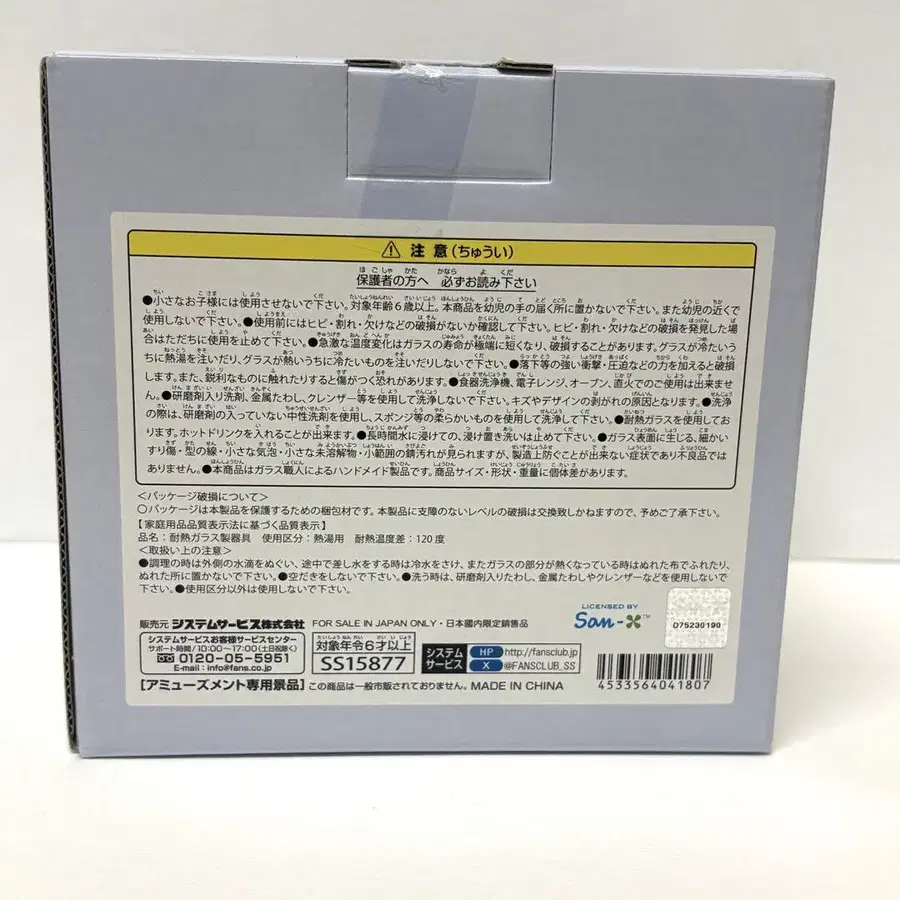 ⚠ 注意(ちゅうい)
保護者の方へ 必ずお読み下さい
●小さなお子様には使用させないで下さい。対象年齢6歳以上。本商品を幼児の手の届く所に置かないで下さい。また幼児の近くで
使用しないで下さい。●使用前にはヒビ・割れ・欠けなどの破損がないか確認して下さい。ヒビ・割れ・欠けなどの破損を発見した場
合はただちに使用を止めて下さい。●急激な温度変化はガラスの寿命が極端に短くなり、破損することがあります。グラスが冷たいう
ちに熱湯を注いだり、グラスが熱いうちに冷たいものを注いだりしないで下さい。●落下等の強い衝撃・圧迫などの力を加えると破損
します。また、鋭利なものに触れたりすると傷がつく恐れがあります。●食器洗浄機、電子レンジ、オーブン、直火でのご使用は出来ませ
ん。●研磨剤入り洗剤、金属たわし、クレンザー等を使用して洗浄しないで下さい。キズやデザインの剥がれの原因となります。●洗浄
の際は、研磨剤の入っていない中性洗剤を使用し、スポンジ等の柔らかいものを使用して洗浄して下さい。●耐熱ガラスを使用してお
ります。ホットドリンクを入れることが出来ます。●長時間水に浸けての、浸け置き洗いは止めて下さい。●ガラス表面に生じる、細かい
すり傷・型の線・小さな気泡・小さな未溶解物・小範囲の錆汚れが見られますが、製造上防ぐことが出来ない症状であり不良品では
ありません。●本商品はガラス職人によるハンドメイド製品です。商品サイズ・形状・重量に個体差があります。
<パッケージ破損について>
○パッケージは本製品を保護するための梱包材です。本製品に支障のないレベルの破損は交換致しかねますので、予めご了承下さい。
【家庭用品品質表示法に基づく品質表示】
品名:耐熱ガラス製器具 使用区分:熱湯用 耐熱温度差:120度
<取扱い上の注意>
●調理の時は外側の水滴をぬぐい、途中で差し水をする時は冷水をさけ、またガラスの部分が熱くなっている時はぬれた布でふれたり、
ぬれた所に置かないで下さい。●空だきをしないで下さい。●洗う時は、研磨剤入りたわし、金属たわしやクレンザーなどを使用しないで
下さい。●使用区分以外は使用しないで下さい。
販売元 システムサービス株式会社 FOR SALE IN JAPAN ONLY・日本國内限定銷售品
LICENSED BY
San-X™
D75230190
システムサービスお客様サービスセンター
サポート時間/10:00~17:00(土日祝除く)
0120-05-5951
E-mail:info@fans.co.jp
対象年令6才以上
SS15877
システム
サービス
HP http://fansclub.jp
X @FANSCLUB_SS
4533564041807
[アミューズメント専用景品] この商品は一般市販されておりません。 MADE IN CHINA